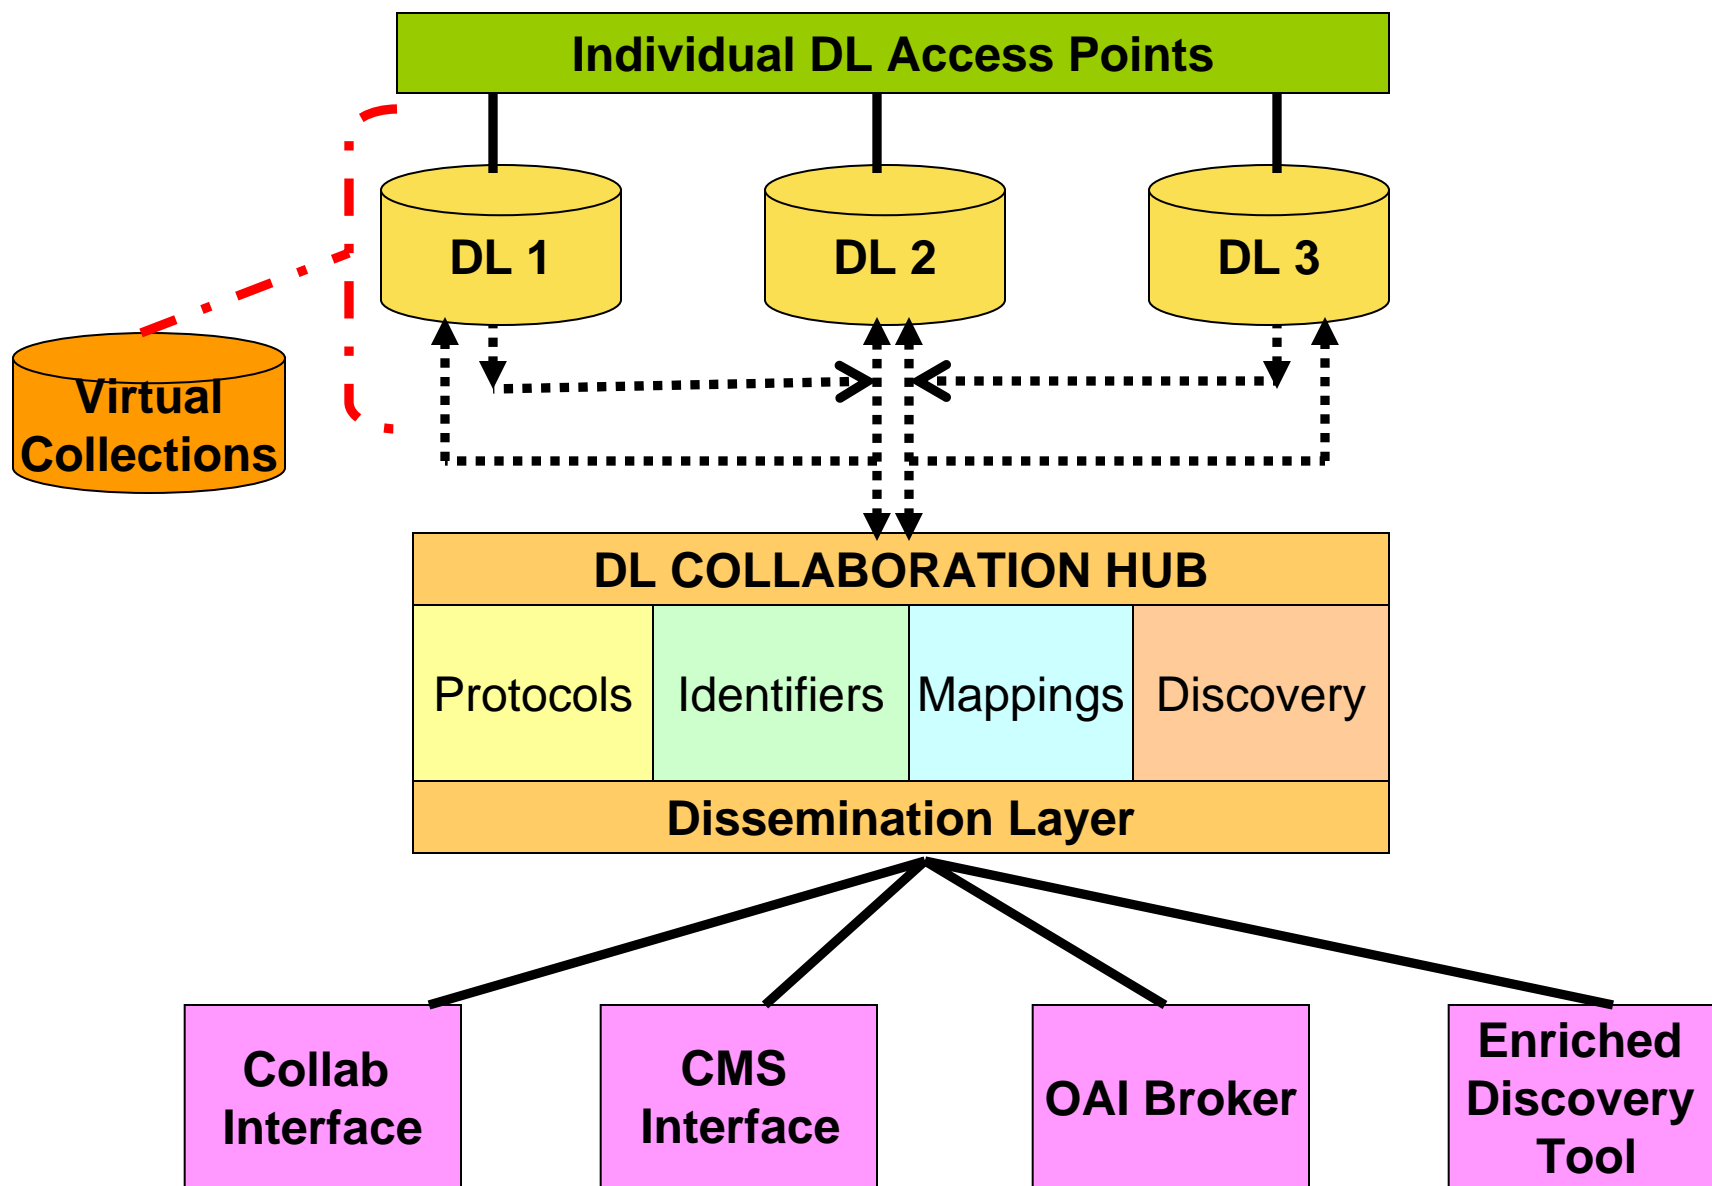 Individual DL Access Points
DL 1
DL 2
DL 3
Virtual
Collections
DL COLLABORATION HUB
Protocols
Identifiers
Mappings
Discovery
Dissemination Layer
Collab
Interface
CMS
Interface
OAI Broker
Enriched
Discovery
Tool